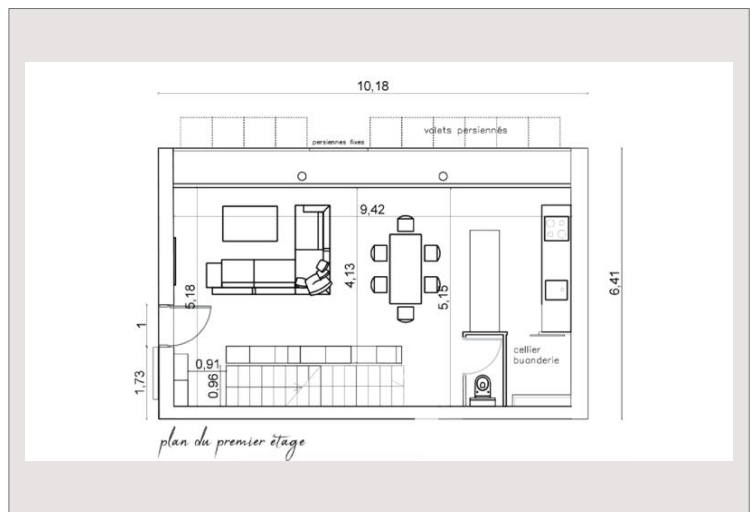 10,18
volets persiennés
persiennes fixes
9,42
4,13
5,18
5,15
6,41
1
1,73
0,91
0,96
cellier
buanderie
plan du premier étage